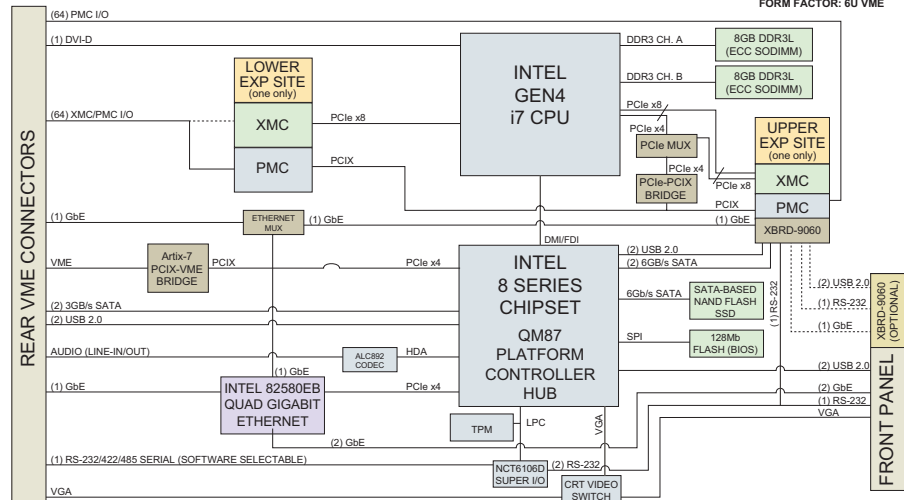 FORM FACTOR: 6U VME
(64) PMC I/O
(1) DVI-D
REAR VME CONNECTORS
LOWER
EXP SITE
(one only)
XMC
PMC
(64) XMC/PMC I/O
PCIe x8
PCIX
INTEL
GEN4
i7 CPU
DDR3 CH. A
8GB DDR3L
(ECC SODIMM)
DDR3 CH. B
8GB DDR3L
(ECC SODIMM)
PCIe x8
PCIe x4
PCIe MUX
PCIe x4
PCIe-PCIX
BRIDGE
PCIe x8
PCIX
UPPER
EXP SITE
(one only)
XMC
PMC
XBRD-9060
(1) GbE
ETHERNET
MUX
(1) GbE
(1) GbE
DMI/FDI
VME
Artix-7
PCIX-VME
BRIDGE
PCIX
PCIe x4
INTEL
8 SERIES
CHIPSET
QM87
PLATFORM
CONTROLLER
HUB
(2) USB 2.0
(2) 6GB/s SATA
6Gb/s SATA
SATA-BASED
NAND FLASH
SSD
SPI
128Mb
FLASH (BIOS)
(1) RS-232
(2) USB 2.0
(1) RS-232
(1) GbE
XBRD-9060
(OPTIONAL)
(2) 3GB/s SATA
(2) USB 2.0
AUDIO (LINE-IN/OUT)
ALC892
CODEC
HDA
(1) GbE
(1) GbE
INTEL 82580EB
QUAD GIGABIT
ETHERNET
PCIe x4
(2) USB 2.0
(2) GbE
(1) RS-232
VGA
FRONT PANEL
TPM
LPC
VGA
(2) GbE
(1) RS-232/422/485 SERIAL (SOFTWARE SELECTABLE)
NCT6106D
SUPER I/O
(2) RS-232
CRT VIDEO
SWITCH
VGA